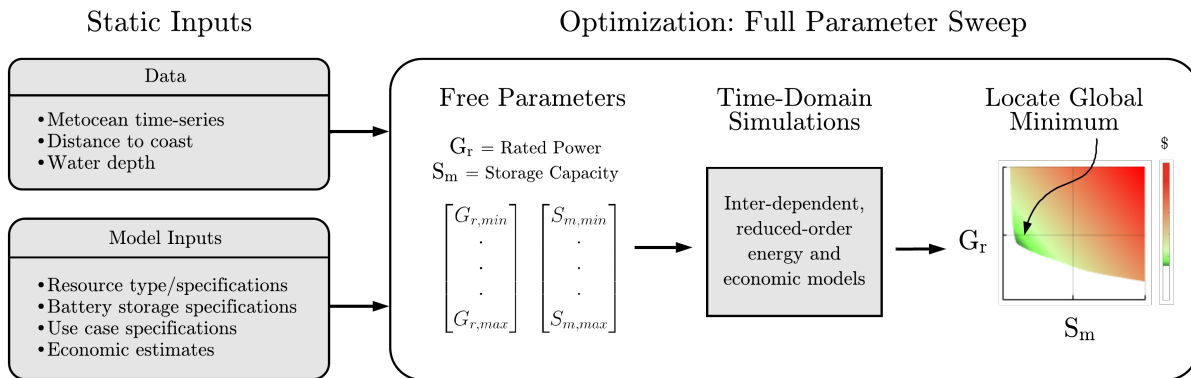 Static Inputs
Data
•Metocean time-series
•Distance to coast
•Water depth
Model Inputs
•Resource type/specifications
•Battery storage specifications
•Use case specifications
•Economic estimates
Optimization: Full Parameter Sweep
Free Parameters
Gr = Rated Power
Sm = Storage Capacity
Gr,min Sm,min
. .
. .
. .
Gr,max Sm,max
Time-Domain
Simulations
Inter-dependent,
reduced-order
energy and
economic models
Locate Global
Minimum
$
Gr
Sm